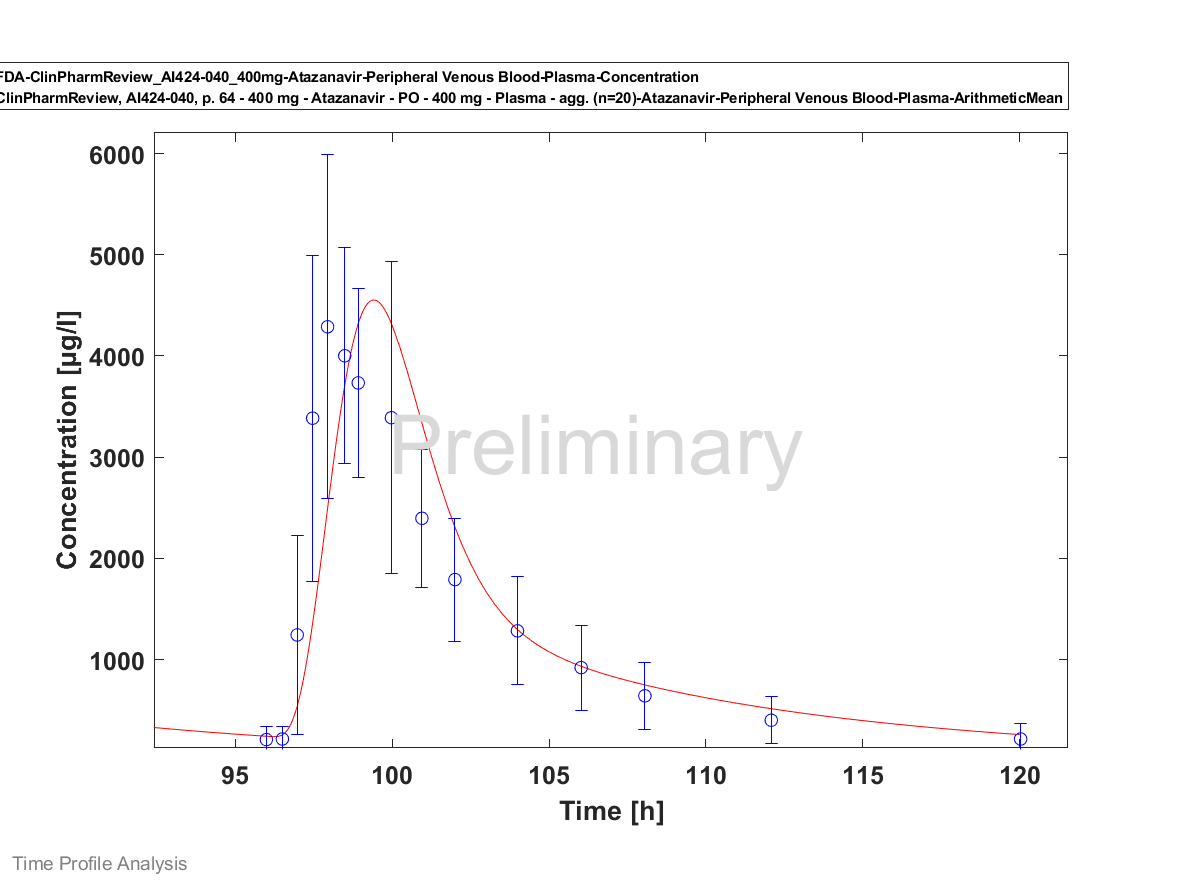 FDA-ClinPharmReview_AI424-040_400mg-Atazanavir-Peripheral Venous Blood-Plasma-Concentration
ClinPharmReview, AI424-040, p. 64 - 400 mg - Atazanavir - PO - 400 mg - Plasma - agg. (n=20)-Atazanavir-Peripheral Venous Blood-Plasma-ArithmeticMean
6000
5000
4000
3000
2000
1000
Concentration [µg/l]
Preliminary
95 100 105 110 115 120
Time [h]
Time Profile Analysis